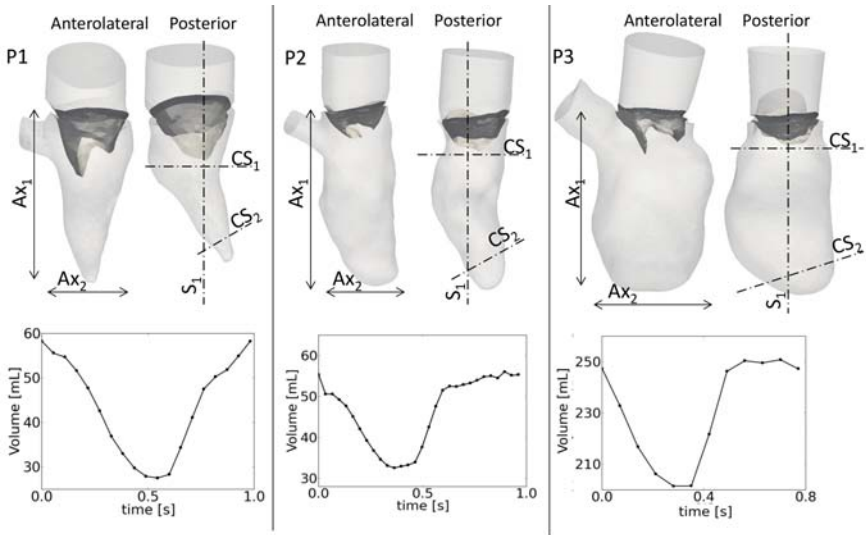 Anterolateral Posterior
P1
Ax1
Ax2
CS1
CS2
S1
Anterolateral Posterior
P2
Ax1
Ax2
CS1
CS2
S1
Anterolateral Posterior
P3
Ax1
Ax2
CS1
CS2
S1
Volume [mL]
60
50
40
30
0.0 0.5 1.0
time [s]
Volume [mL]
60
50
40
30
0.0 0.5 1.0
time [s]
Volume [mL]
250
230
210
200
0.0 0.4 0.8
time [s]